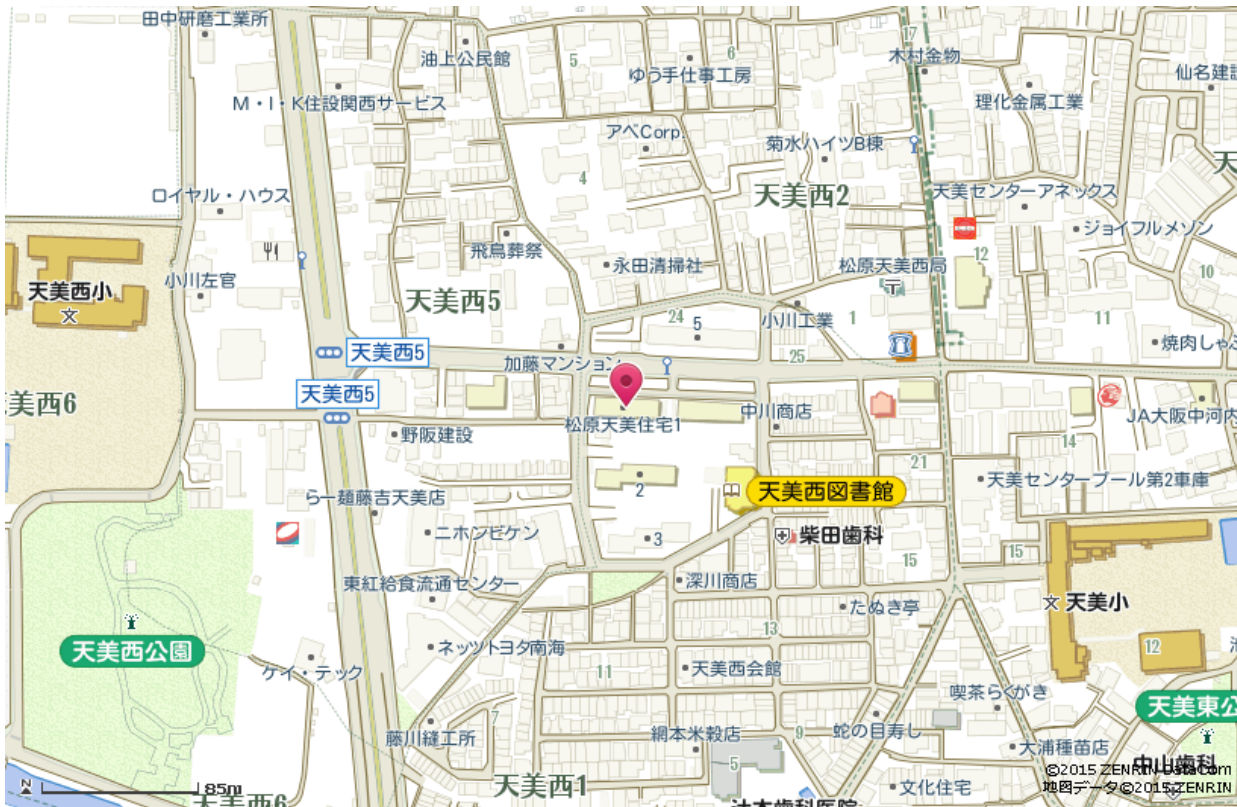 田中研磨工業所
油上公民館
5
6
ゆう手仕事工房
17
木村金物
仙名建設
M・I・K住設関西サービス
理化金属工業
アベCorp.
菊水ハイツB棟
4
天美西2
天美センターアネックス
ロイヤル・ハウス
ジョイフルメゾン
飛鳥葬祭
永田清掃社
松原天美西局
12
10
小川左官
天美西小
天美西5
24
5
小川工業
1
11
天美西5
加藤マンション
25
焼肉しゃぶ
天美西5
天美西6
松原天美住宅1
中川商店
JA大阪中河内
野阪建設
14
21
2
天美西図書館
天美センタープール第2車庫
らー麺藤吉天美店
ニホンビケン
3
柴田歯科
15
15
東紅給食流通センター
深川商店
たぬき亭
天美小
13
天美西公園
ネッツトヨタ南海
天美西会館
12
ケイ・テック
11
喫茶らくがき
天美東公
7
藤川縫工所
網本米穀店
9
蛇の目寿し
大浦種苗店
5
中山歯科
N
85m
天美西6
天美西1
辻本歯科医院
文化住宅
©2015 ZENRIN DataCom
地図データ©2015 ZENRIN